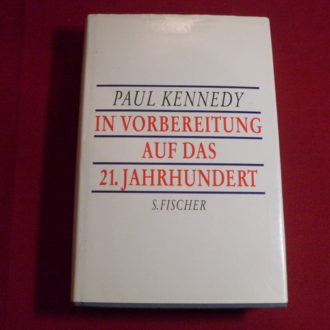 PAUL KENNEDY
IN VORBEREITUNG
AUF DAS
21. JAHRHUNDERT
S. FISCHER